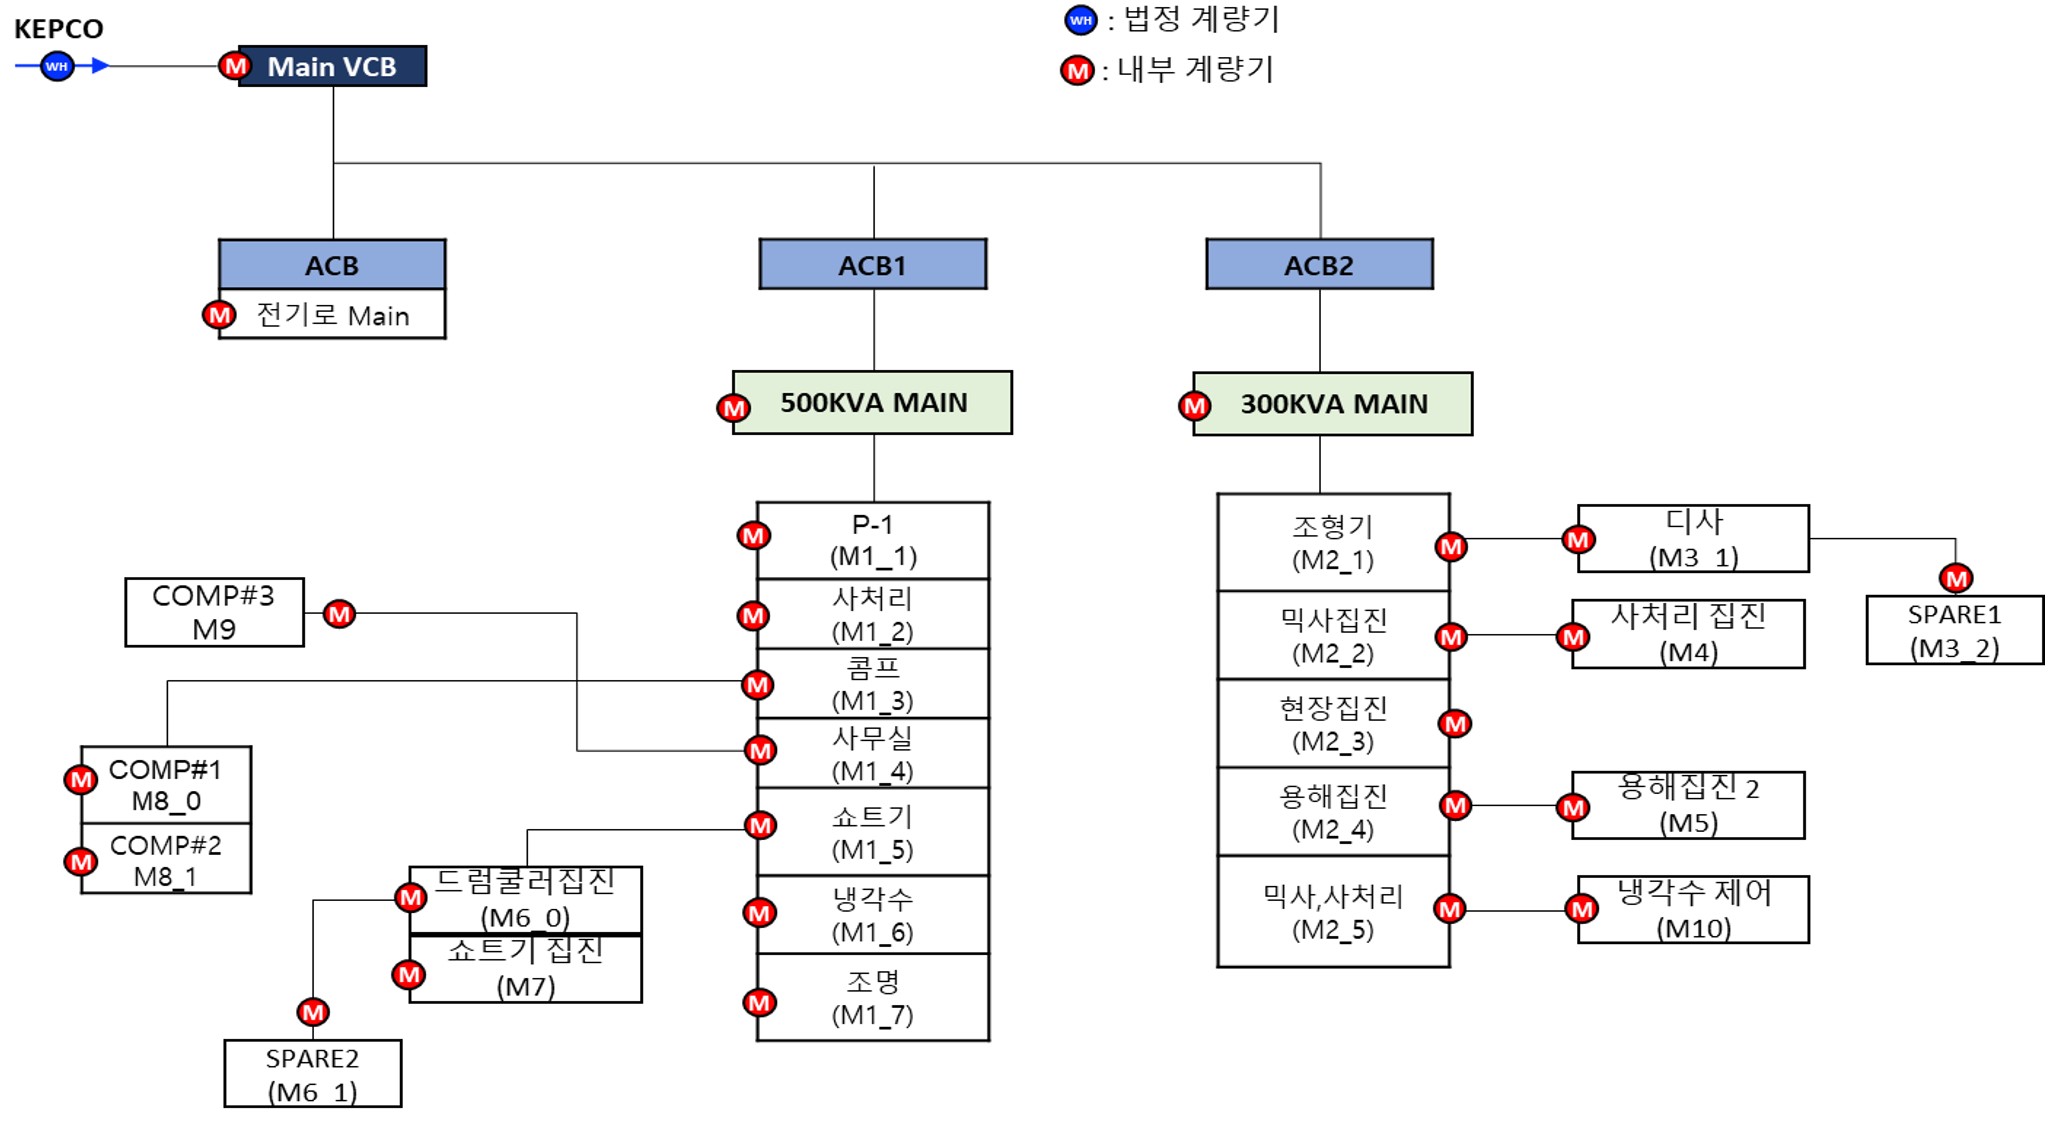 KEPCO
WH
M Main VCB
WH : 법정 계량기
M : 내부 계량기
ACB
M 전기로 Main
ACB1
ACB2
M 500KVA MAIN
M 300KVA MAIN
M P-1
(M1_1)
M 사처리
(M1_2)
M 콤프
(M1_3)
M 사무실
(M1_4)
M 쇼트기
(M1_5)
M 냉각수
(M1_6)
M 조명
(M1_7)
COMP#3 M
M9
M COMP#1
M8_0
M COMP#2
M8_1
M 드럼쿨러집진
(M6_0)
M 쇼트기 집진
(M7)
M
SPARE2
(M6_1)
조형기 M
(M2_1)
믹사집진 M
(M2_2)
현장집진 M
(M2_3)
용해집진 M
(M2_4)
믹사,사처리 M
(M2_5)
M 디사
(M3_1)
M
SPARE1
(M3_2)
M 사처리 집진
(M4)
M 용해집진 2
(M5)
M 냉각수 제어
(M10)